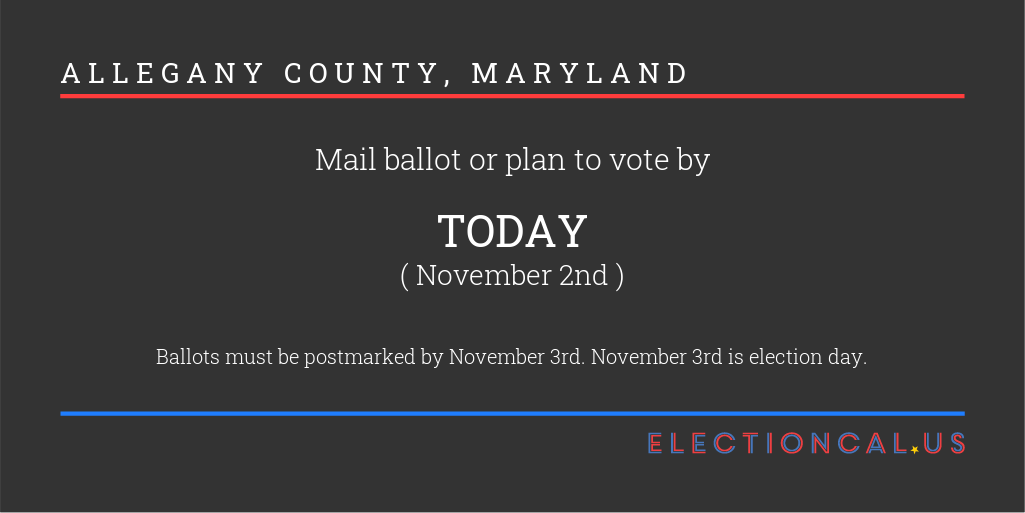 ALLEGANY COUNTY, MARYLAND
Mail ballot or plan to vote by
TODAY
( November 2nd )
Ballots must be postmarked by November 3rd. November 3rd is election day.
ELECTIONCAL★US